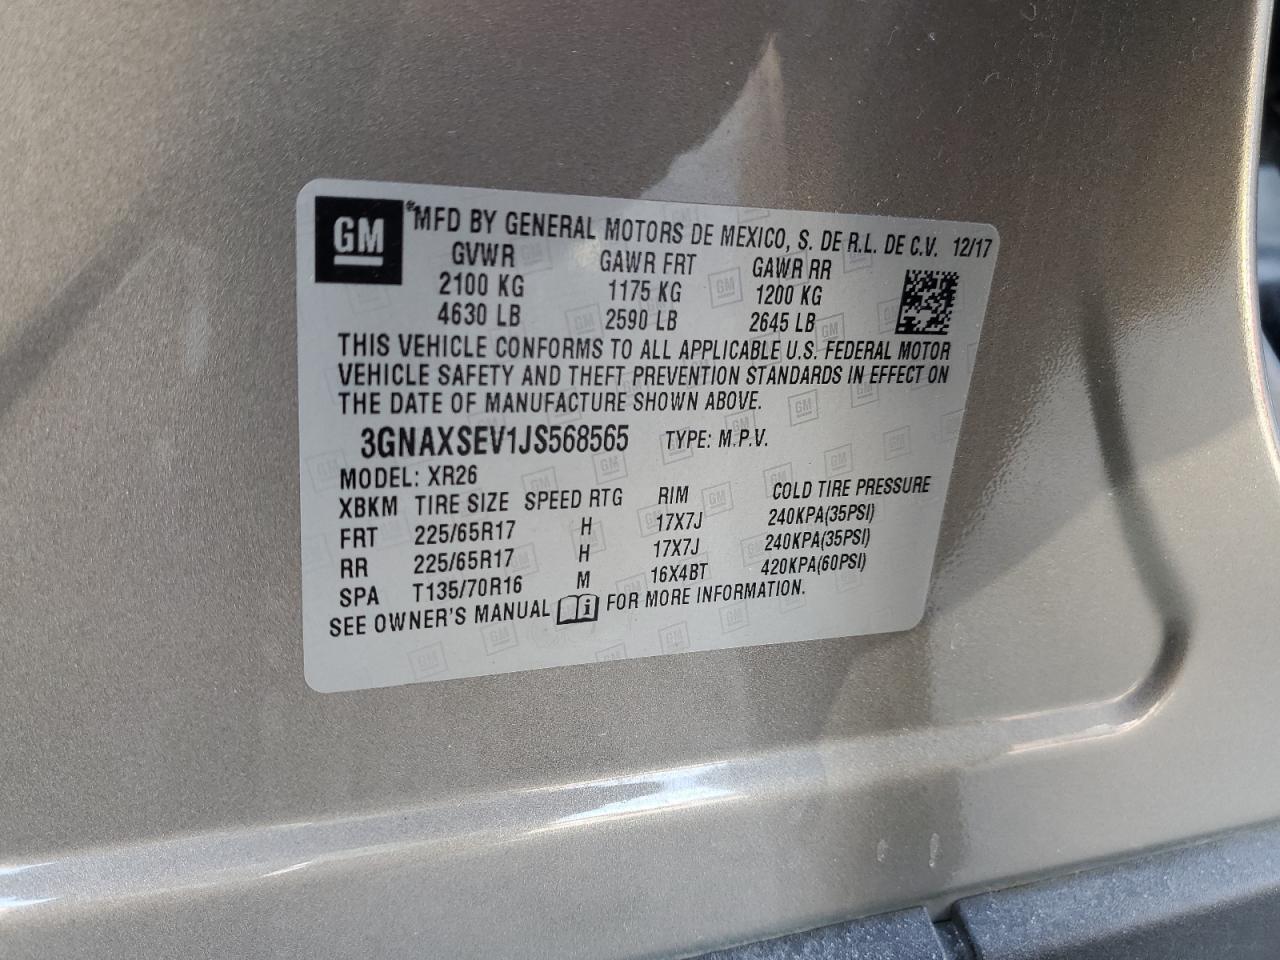 GM
*MFD BY GENERAL MOTORS DE MEXICO, S. DE R.L. DE C.V. 12/17
GVWR GAWR FRT GAWR RR
2100 KG 1175 KG 1200 KG
4630 LB 2590 LB 2645 LB
THIS VEHICLE CONFORMS TO ALL APPLICABLE U.S. FEDERAL MOTOR
VEHICLE SAFETY AND THEFT PREVENTION STANDARDS IN EFFECT ON
THE DATE OF MANUFACTURE SHOWN ABOVE.
3GNAXSEV1JS568565 TYPE: M.P.V.
MODEL: XR26
XBKM TIRE SIZE SPEED RTG RIM COLD TIRE PRESSURE
FRT 225/65R17 H 17X7J 240KPA(35PSI)
RR 225/65R17 H 17X7J 240KPA(35PSI)
SPA T135/70R16 M 16X4BT 420KPA(60PSI)
SEE OWNER'S MANUAL i FOR MORE INFORMATION.